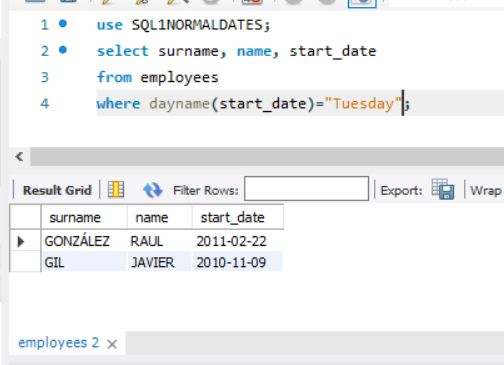 1 use SQL1NORMALDATES;
2 select surname, name, start_date
3 from employees
4 where dayname(start_date)="Tuesday";
Result Grid Filter Rows: Export: Wrap
surname name start_date
GONZÁLEZ RAUL 2011-02-22
GIL JAVIER 2010-11-09
employees 2